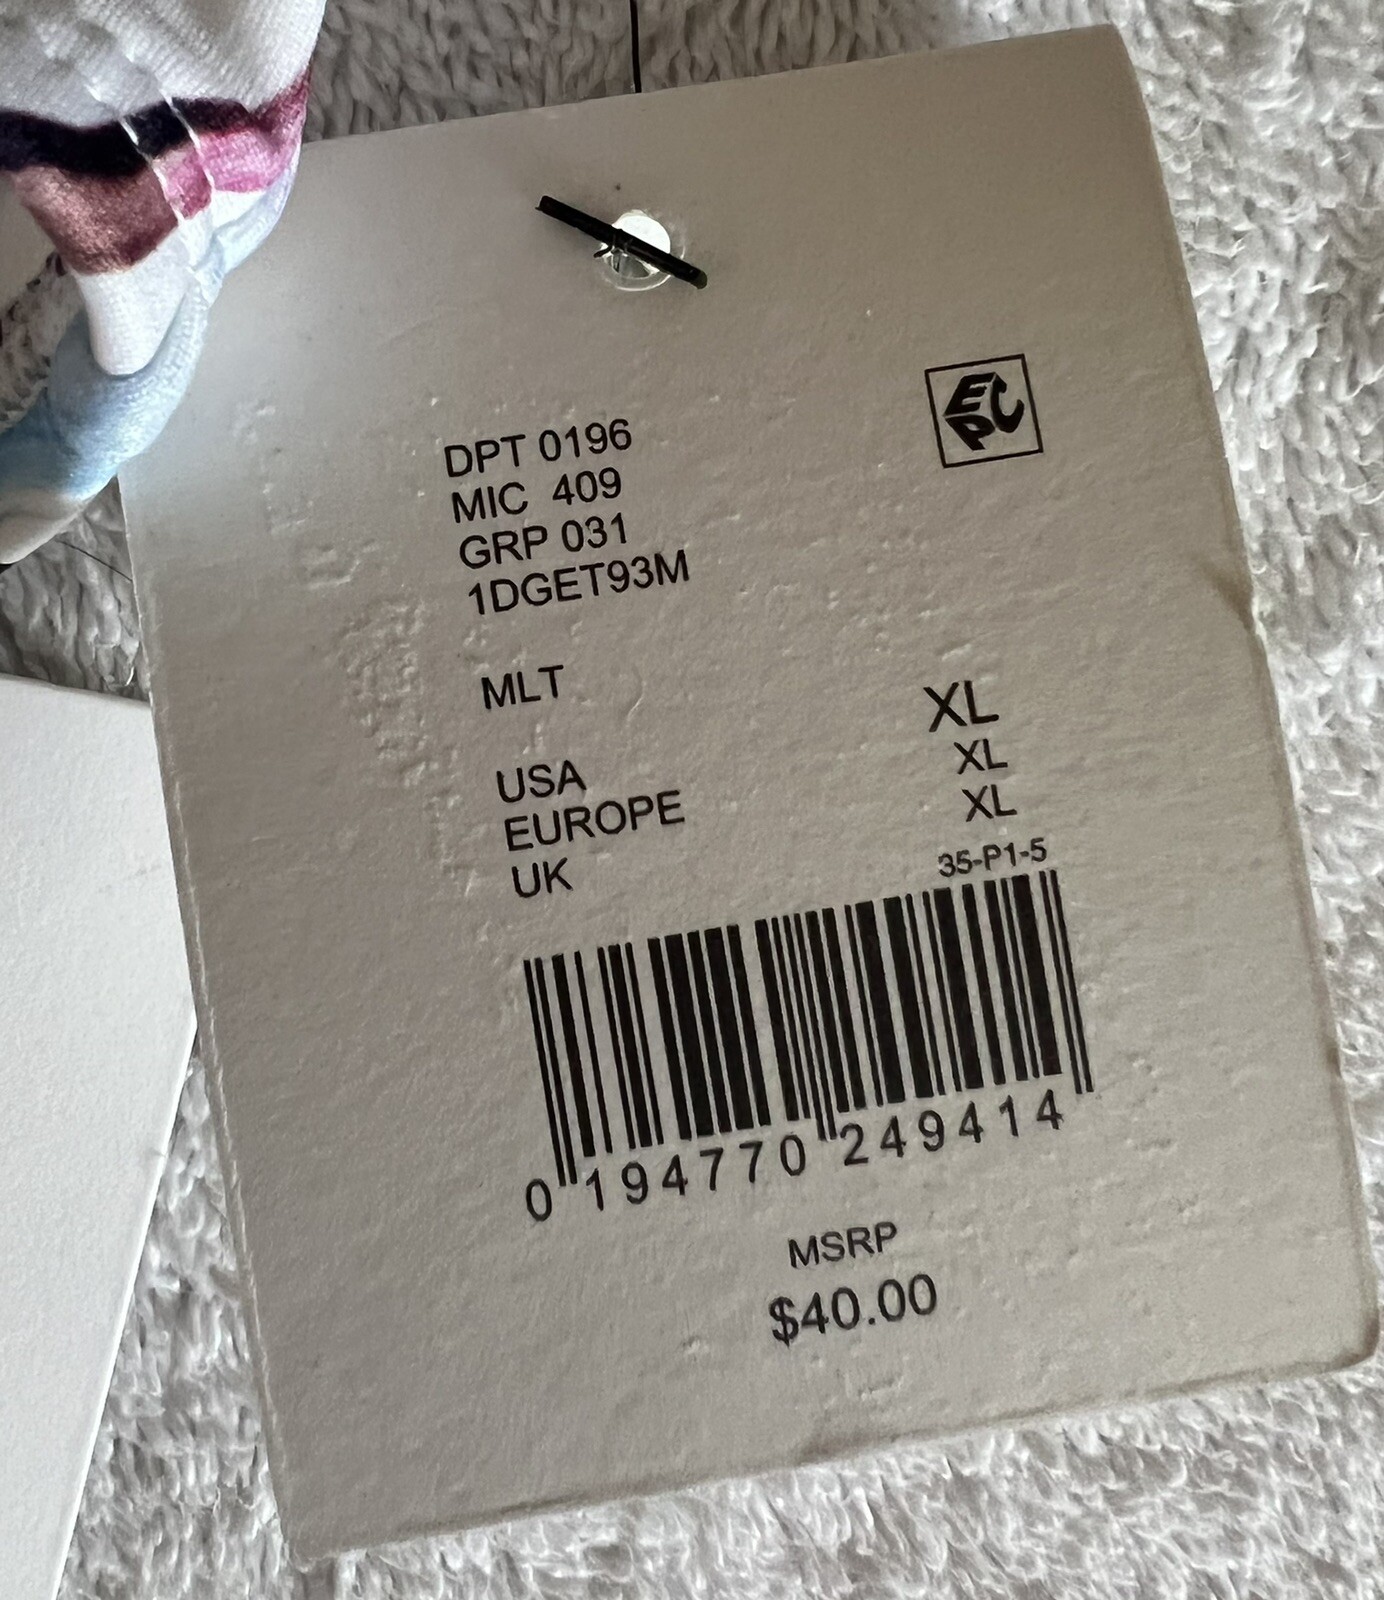 EPC
DPT 0196
MIC 409
GRP 031
1DGET93M
MLT XL
USA XL
EUROPE XL
UK 35-P1-5
0 194770 249414
MSRP
$40.00